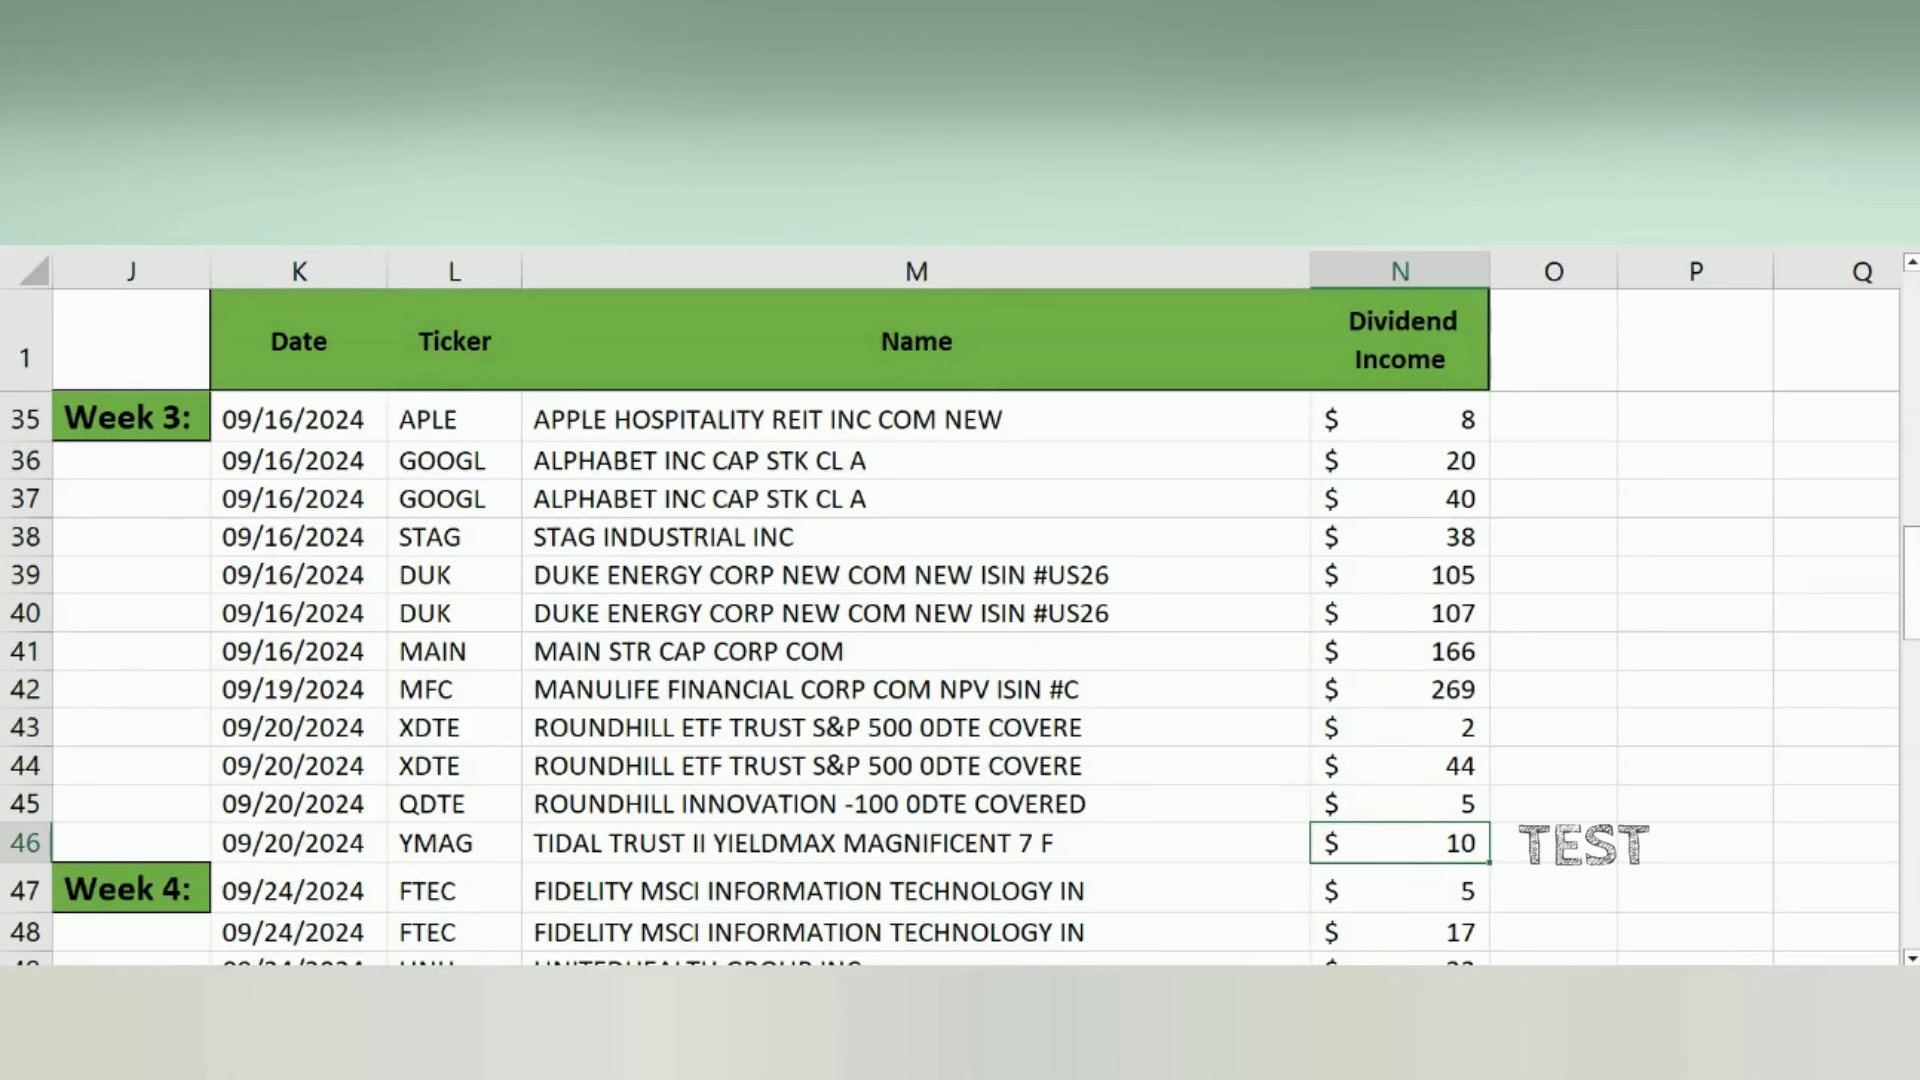 J K L M N O P Q
1 Date Ticker Name Dividend Income
35 Week 3: 09/16/2024 APLE APPLE HOSPITALITY REIT INC COM NEW $ 8
36 09/16/2024 GOOGL ALPHABET INC CAP STK CL A $ 20
37 09/16/2024 GOOGL ALPHABET INC CAP STK CL A $ 40
38 09/16/2024 STAG STAG INDUSTRIAL INC $ 38
39 09/16/2024 DUK DUKE ENERGY CORP NEW COM NEW ISIN #US26 $ 105
40 09/16/2024 DUK DUKE ENERGY CORP NEW COM NEW ISIN #US26 $ 107
41 09/16/2024 MAIN MAIN STR CAP CORP COM $ 166
42 09/19/2024 MFC MANULIFE FINANCIAL CORP COM NPV ISIN #C $ 269
43 09/20/2024 XDTE ROUNDHILL ETF TRUST S&P 500 0DTE COVERE $ 2
44 09/20/2024 XDTE ROUNDHILL ETF TRUST S&P 500 0DTE COVERE $ 44
45 09/20/2024 QDTE ROUNDHILL INNOVATION -100 0DTE COVERED $ 5
46 09/20/2024 YMAG TIDAL TRUST II YIELDMAX MAGNIFICENT 7 F $ 10 TEST
47 Week 4: 09/24/2024 FTEC FIDELITY MSCI INFORMATION TECHNOLOGY IN $ 5
48 09/24/2024 FTEC FIDELITY MSCI INFORMATION TECHNOLOGY IN $ 17